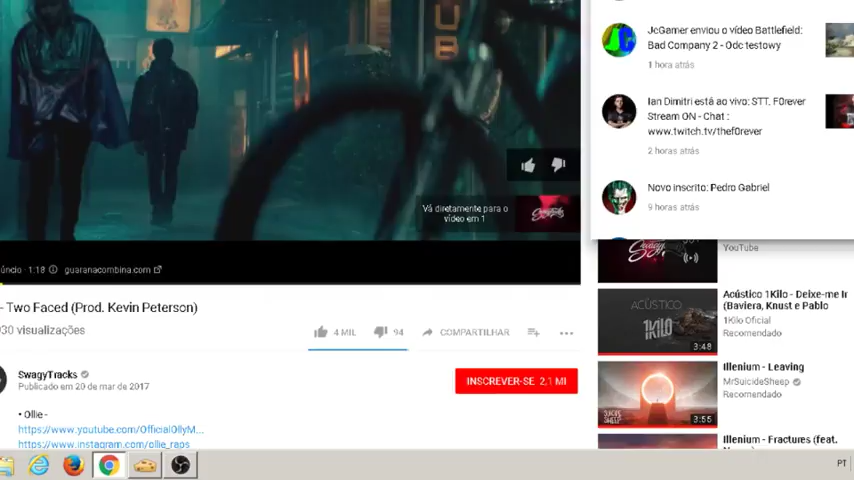 UB
Vá diretamente para o
vídeo em 1
núncio · 1:18
guaranacombina.com
- Two Faced (Prod. Kevin Peterson)
930 visualizações
4 MIL
94
COMPARTILHAR
SwagyTracks
Publicado em 20 de mar de 2017
INSCREVER-SE 2,1 MI
• Ollie -
https://www.youtube.com/OfficialOllyM...
https://www.instagram.com/ollie_raps
JcGamer enviou o vídeo Battlefield:
Bad Company 2 - Odc testowy
1 hora atrás
Ian Dimitri está ao vivo: STT. F0rever
Stream ON - Chat :
www.twitch.tv/thef0rever
2 horas atrás
Novo inscrito: Pedro Gabriel
9 horas atrás
YouTube
ACÚSTICO
1KILO
3:48
Acústico 1Kilo - Deixe-me Ir
(Baviera, Knust e Pablo
1Kilo Oficial
Recomendado
SUICIDE
SHEEP
3:55
Illenium - Leaving
MrSuicideSheep
Recomendado
Illenium - Fractures (feat.
PT